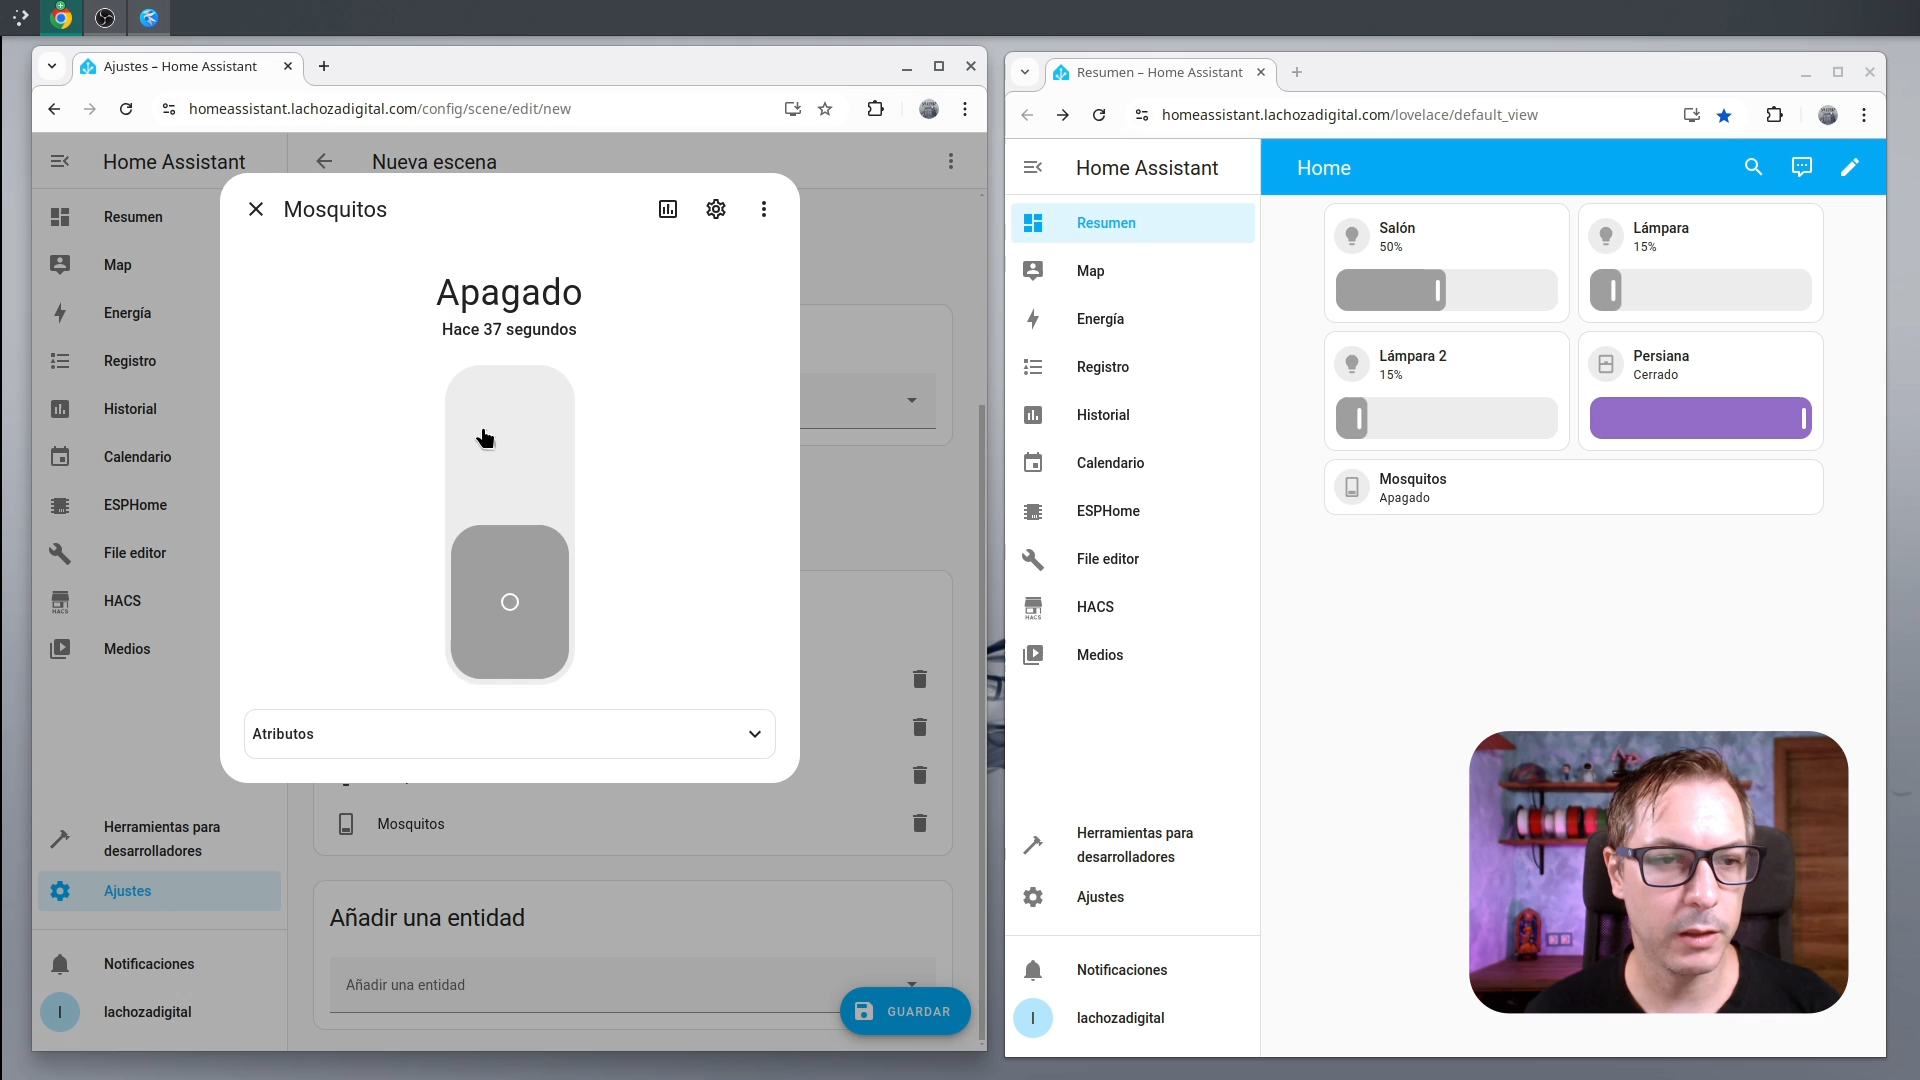 Ajustes – Home Assistant
homeassistant.lachozadigital.com/config/scene/edit/new
Home Assistant
Nueva escena
Resumen
Map
Energía
Registro
Historial
Calendario
ESPHome
File editor
HACS
HACS
Medios
Herramientas para
desarrolladores
Ajustes
Notificaciones
l
lachozadigital
Mosquitos
Apagado
Hace 37 segundos
Atributos
Mosquitos
Añadir una entidad
Añadir una entidad
GUARDAR
Resumen – Home Assistant
homeassistant.lachozadigital.com/lovelace/default_view
Home Assistant
Home
Resumen
Map
Energía
Registro
Historial
Calendario
ESPHome
File editor
HACS
HACS
Medios
Herramientas para
desarrolladores
Ajustes
Notificaciones
l
lachozadigital
Salón
50%
Lámpara
15%
Lámpara 2
15%
Persiana
Cerrado
Mosquitos
Apagado